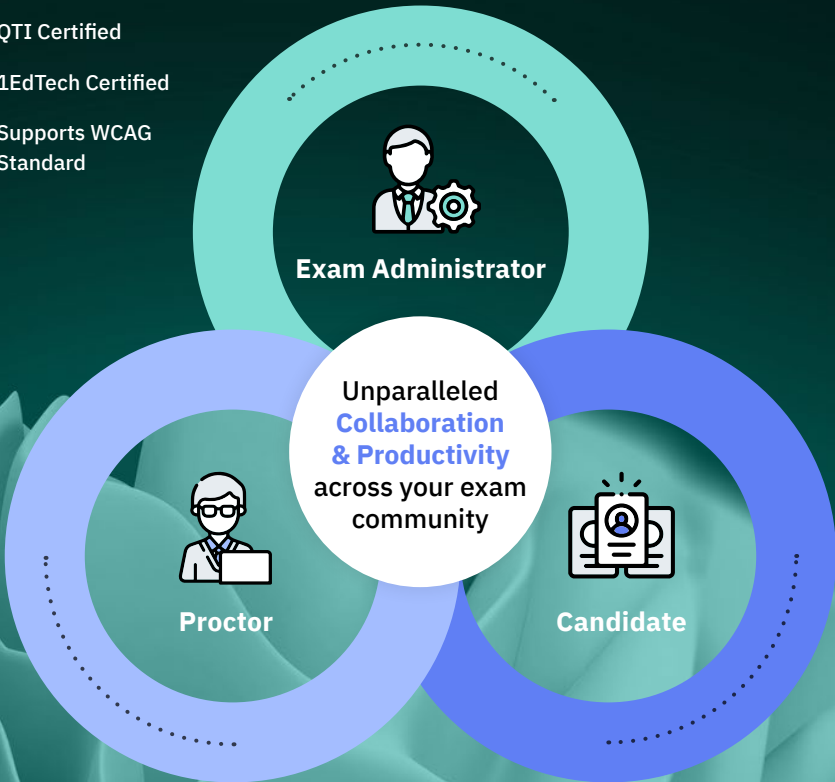 QTI Certified
1EdTech Certified
Supports WCAG
Standard
Exam Administrator
Unparalleled
Collaboration
& Productivity
across your exam
community
Proctor
Candidate